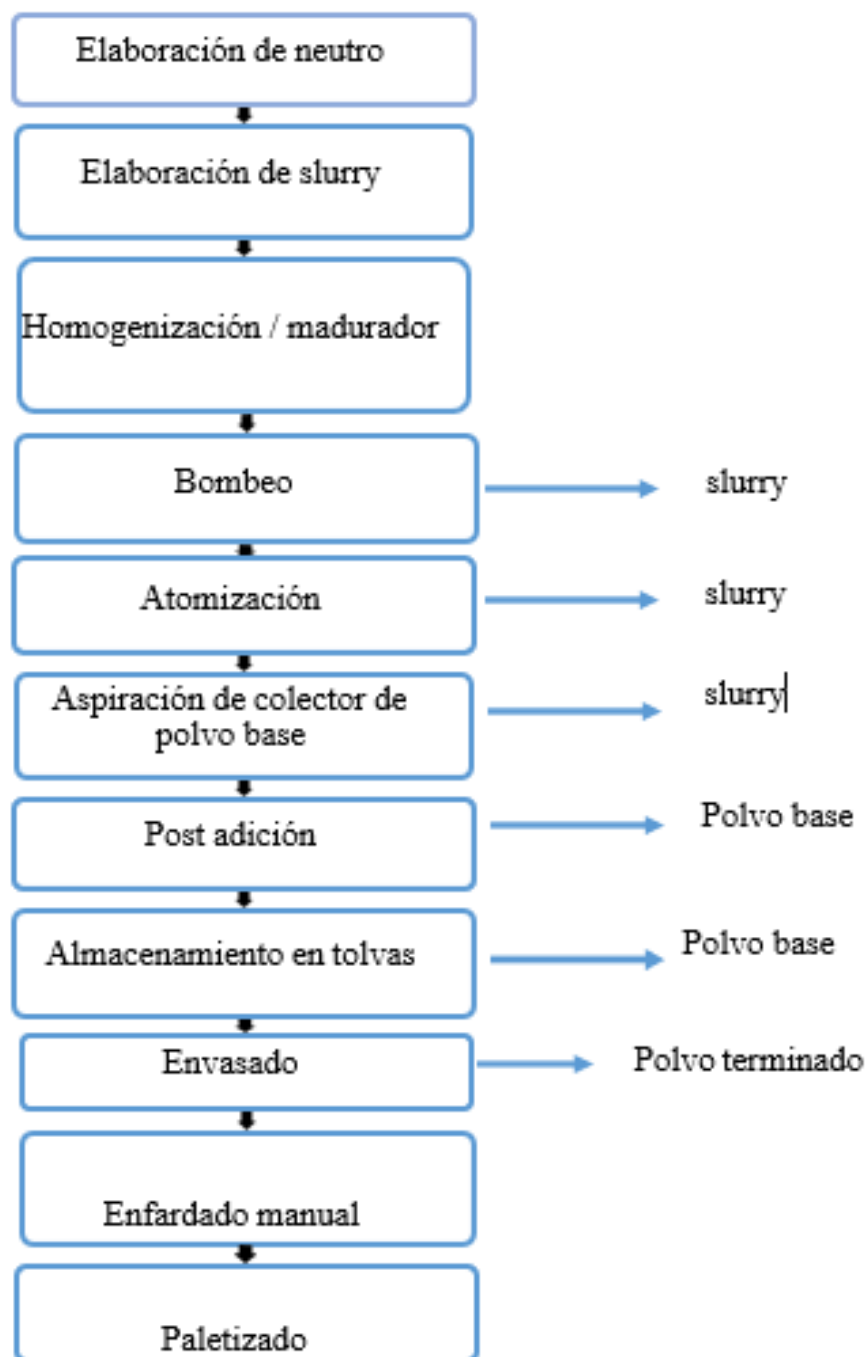 Elaboración de neutro
Elaboración de slurry
Homogenización / madurador
Bombeo
slurry
Atomización
slurry
Aspiración de colector de
polvo base
slurry
Post adición
Polvo base
Almacenamiento en tolvas
Polvo base
Envasado
Polvo terminado
Enfardado manual
Paletizado